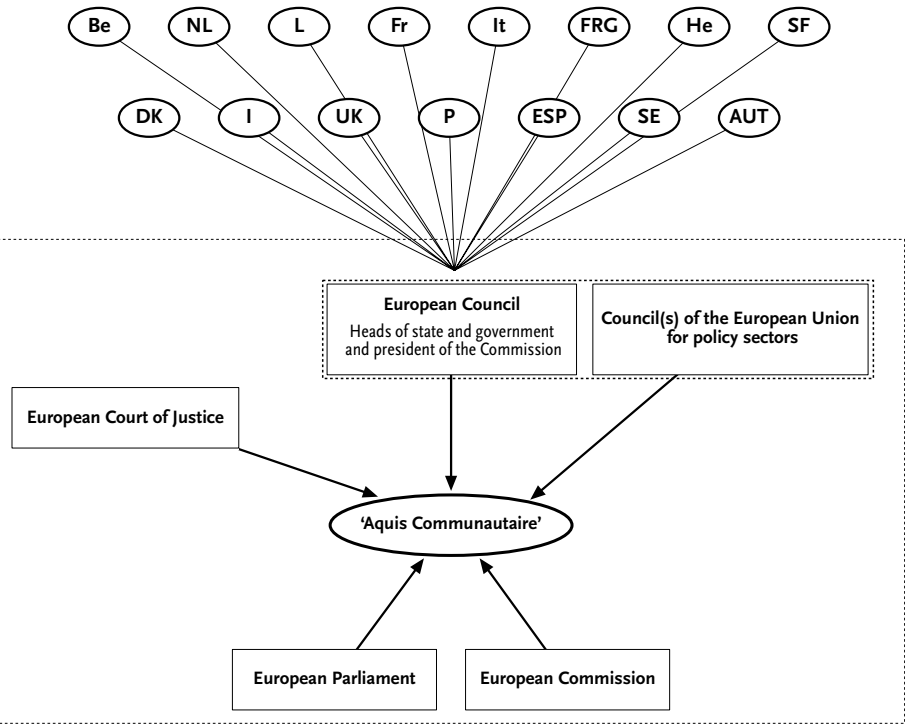 Be NL L Fr It FRG He SF
DK I UK P ESP SE AUT
European Council
Heads of state and government
and president of the Commission
Council(s) of the European Union
for policy sectors
European Court of Justice
‘Aquis Communautaire’
European Parliament
European Commission